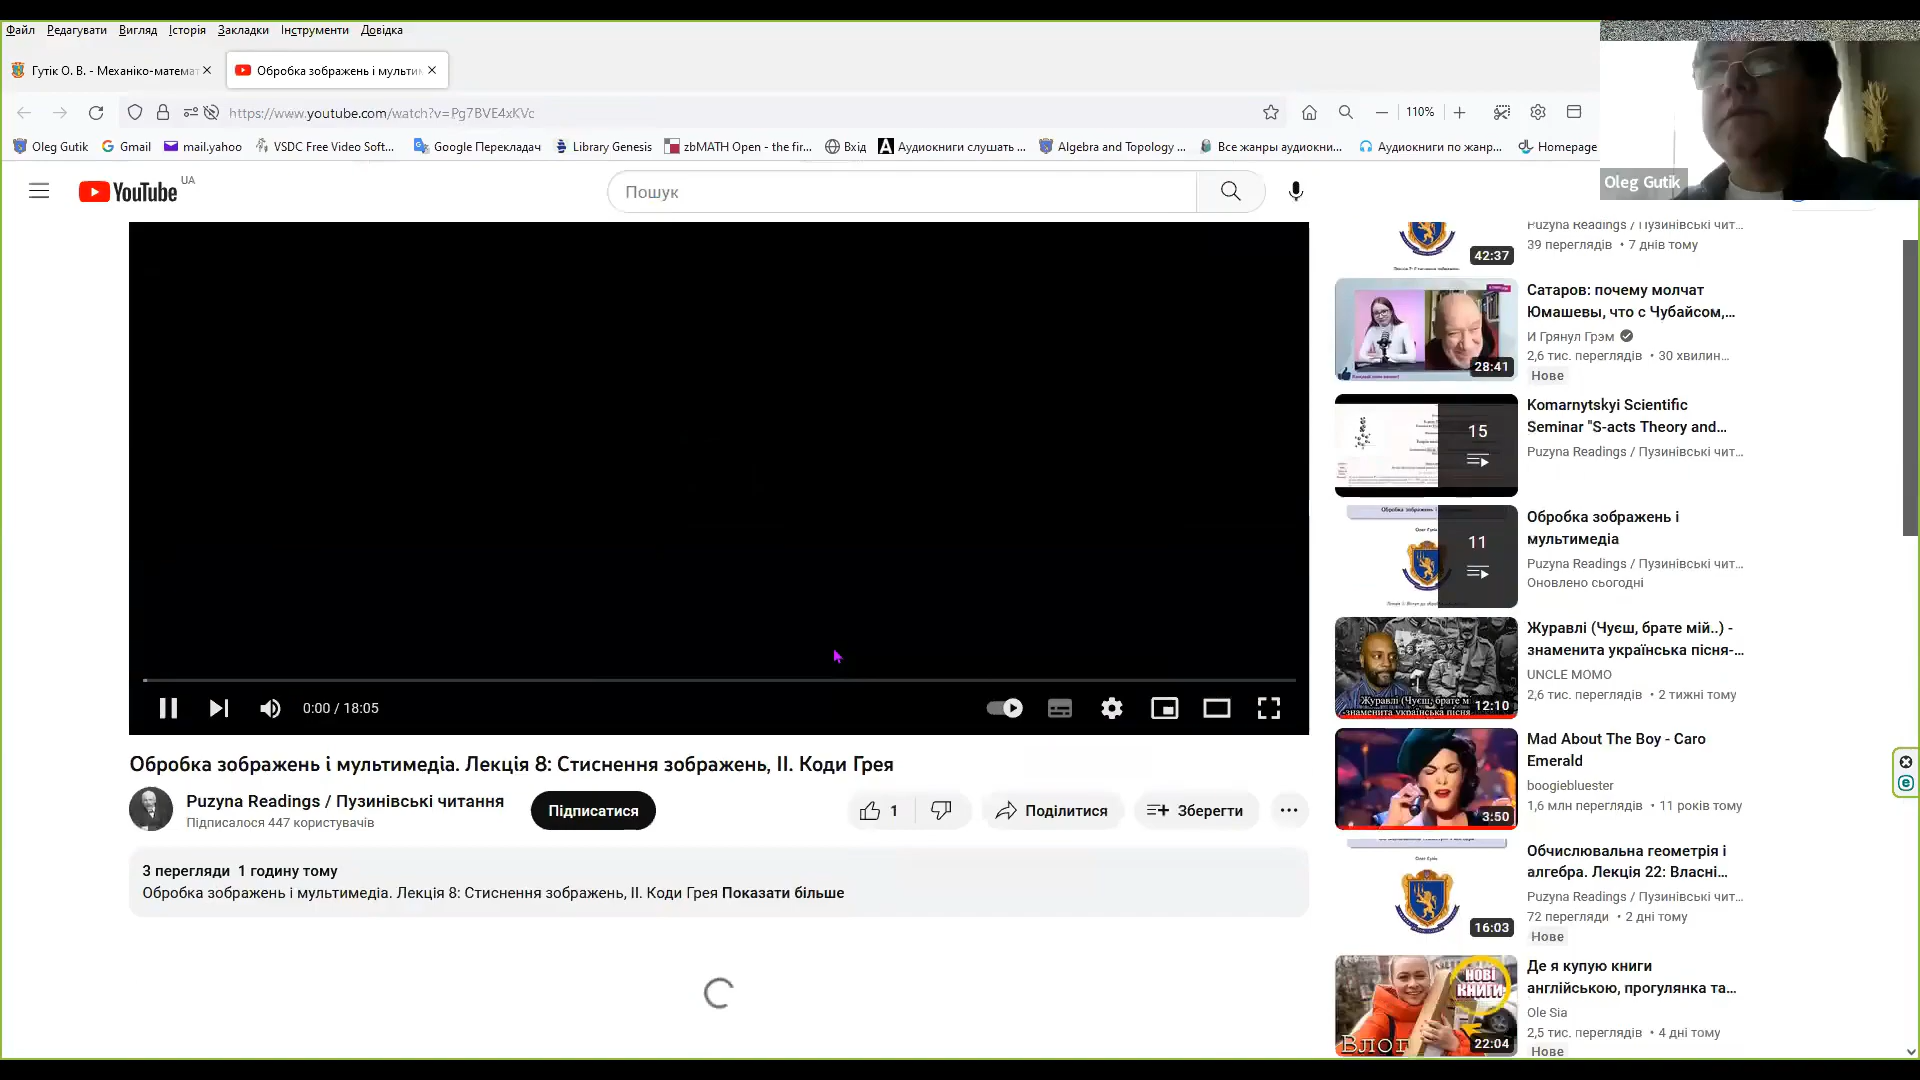 Файл Редагувати Вигляд Історія Закладки Інструменти Довідка
Гутік О. В. - Механіко-математ
Обробка зображень і мульти
https://www.youtube.com/watch?v=Pg7BVE4xKVc
110%
Oleg Gutik Gmail mail.yahoo VSDC Free Video Soft... Google Перекладач Library Genesis zbMATH Open - the fir... Вхід Аудиокниги слушать ... Algebra and Topology ... Все жанры аудиокни... Аудиокниги по жанр... Homepage
Oleg Gutik
YouTube UA
Пошук
0:00 / 18:05
Обробка зображень і мультимедіа. Лекція 8: Стиснення зображень, ІІ. Коди Грея
Puzyna Readings / Пузинівські читання
Підписалося 447 користувачів
Підписатися
1
Поділитися
Зберегти
3 перегляди 1 годину тому
Обробка зображень і мультимедіа. Лекція 8: Стиснення зображень, ІІ. Коди Грея Показати більше
42:37
Puzyna Readings / Пузинівські чит...
39 переглядів • 7 днів тому
28:41
Сатаров: почему молчат
Юмашевы, что с Чубайсом,...
И Грянул Грэм
2,6 тис. переглядів • 30 хвилин...
Нове
15
Komarnytskyi Scientific
Seminar "S-acts Theory and...
Puzyna Readings / Пузинівські чит...
11
Обробка зображень і
мультимедіа
Puzyna Readings / Пузинівські чит...
Оновлено сьогодні
Журавлі (Чуєш, брате м
-знаменита українська пісня
12:10
Журавлі (Чуєш, брате мій..) -
знаменита українська пісня-...
UNCLE MOMO
2,6 тис. переглядів • 2 тижні тому
3:50
Mad About The Boy - Caro
Emerald
boogiebluester
1,6 млн переглядів • 11 років тому
16:03
Обчислювальна геометрія і
алгебра. Лекція 22: Власні...
Puzyna Readings / Пузинівські чит...
72 перегляди • 2 дні тому
Нове
НОВІ
КНИГИ
Влог
22:04
Де я купую книги
англійською, прогулянка та...
Ole Sia
2,5 тис. переглядів • 4 дні тому
Нове